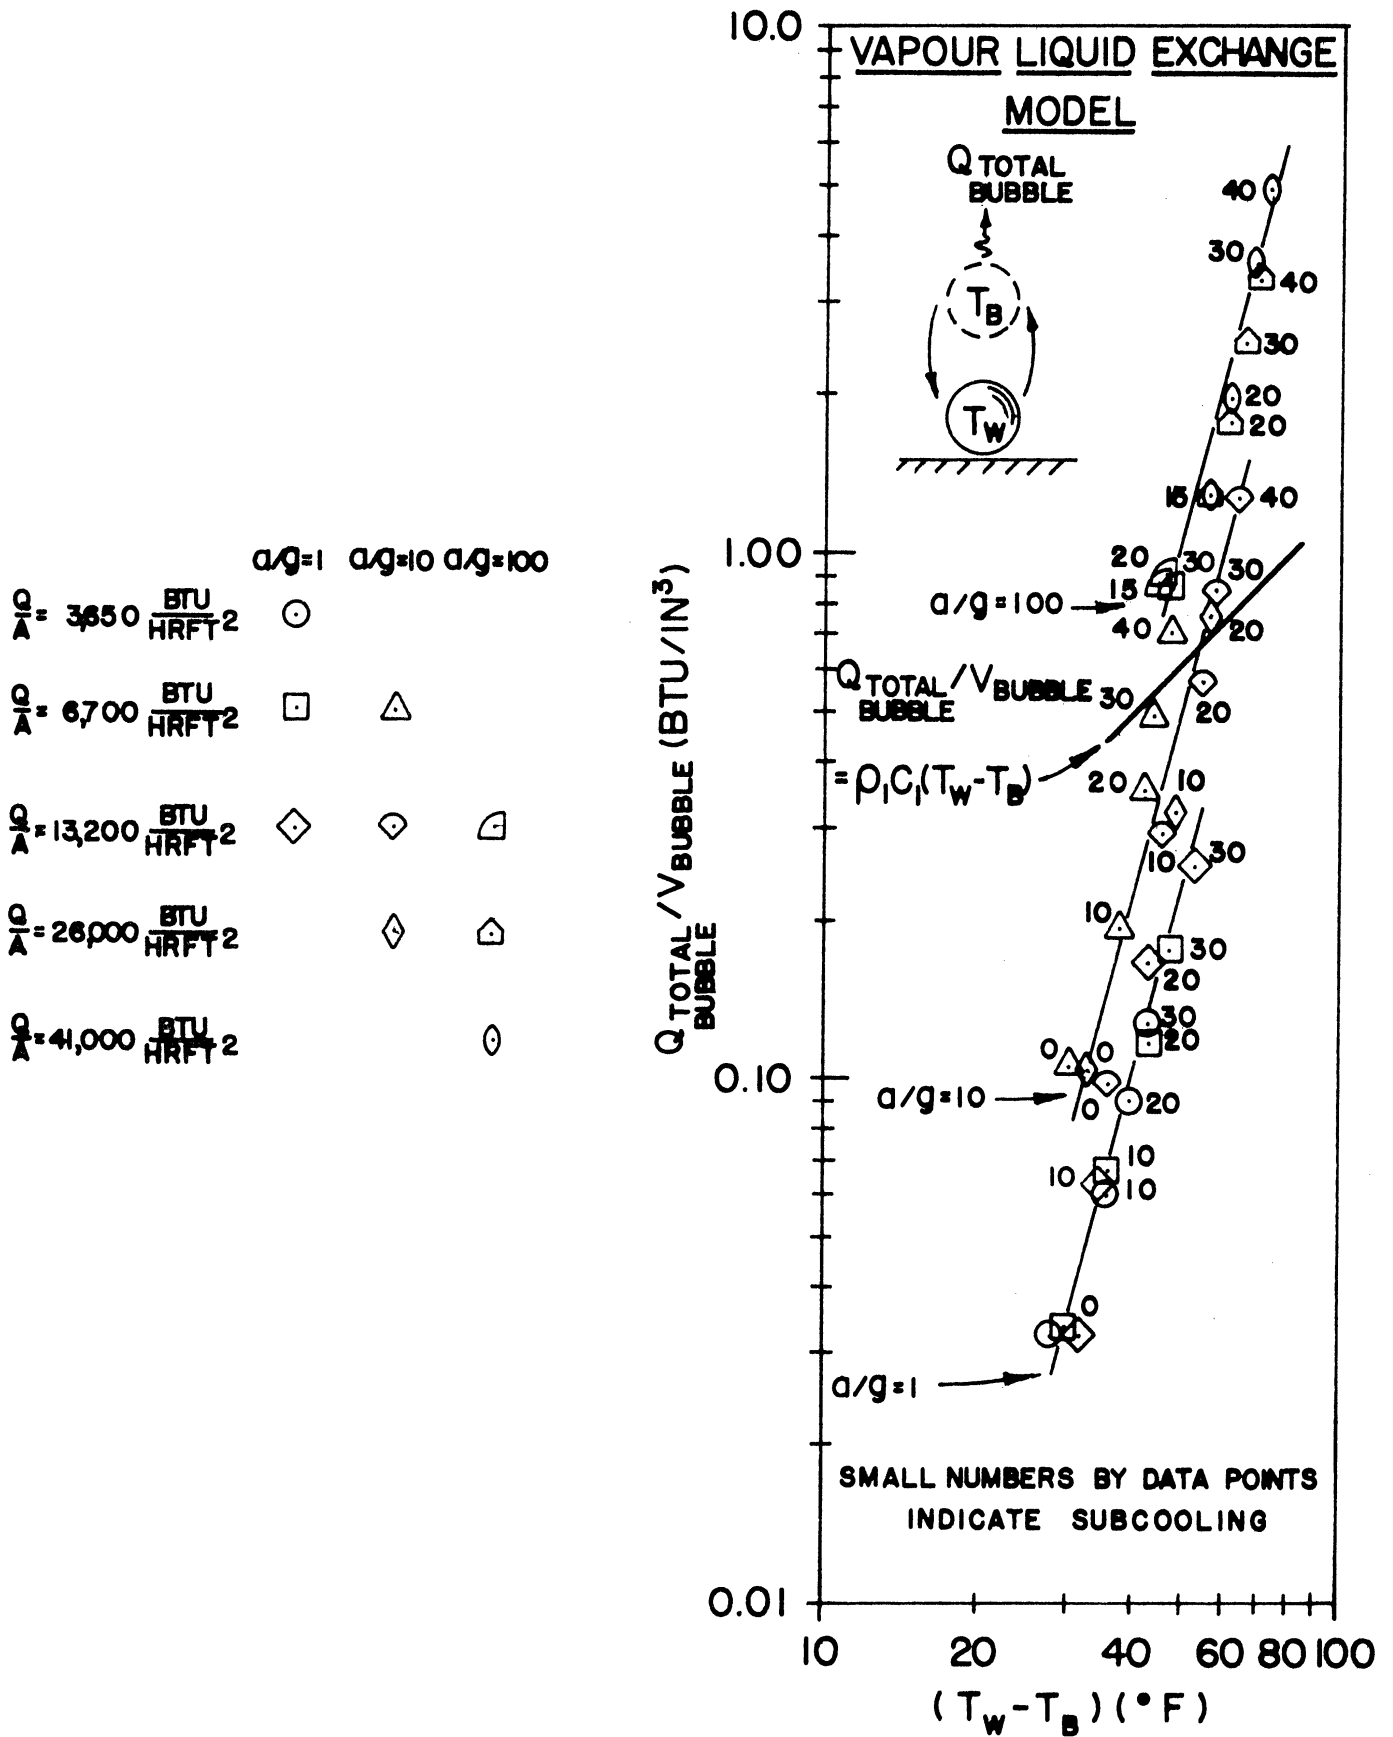 VAPOUR LIQUID EXCHANGE
MODEL
Q TOTAL
BUBBLE
T B
T W
a/g=1 a/g=10 a/g=100
Q/A = 3,650 BTU/HRFT2
Q/A = 6,700 BTU/HRFT2
Q/A = 13,200 BTU/HRFT2
Q/A = 26,000 BTU/HRFT2
Q/A = 41,000 BTU/HRFT2
Q TOTAL BUBBLE / V BUBBLE (BTU/IN3)
10.0
1.00
0.10
0.01
40
30
40
30
20
20
15
40
20
30
15
30
a/g=100
40
20
Q TOTAL BUBBLE / V BUBBLE
30
20
= ρlCl(TW-TB)
20
10
10
30
10
30
20
30
20
0
0
a/g=10
0
20
10
10
10
0
a/g=1
SMALL NUMBERS BY DATA POINTS
INDICATE SUBCOOLING
10 20 40 60 80 100
(TW-TB)(°F)